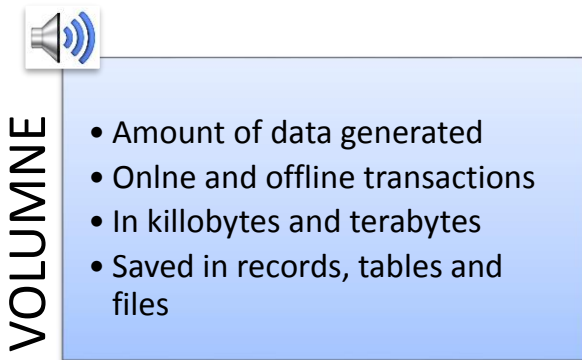 VOLUMNE
• Amount of data generated
• Onlne and offline transactions
• In killobytes and terabytes
• Saved in records, tables and
files